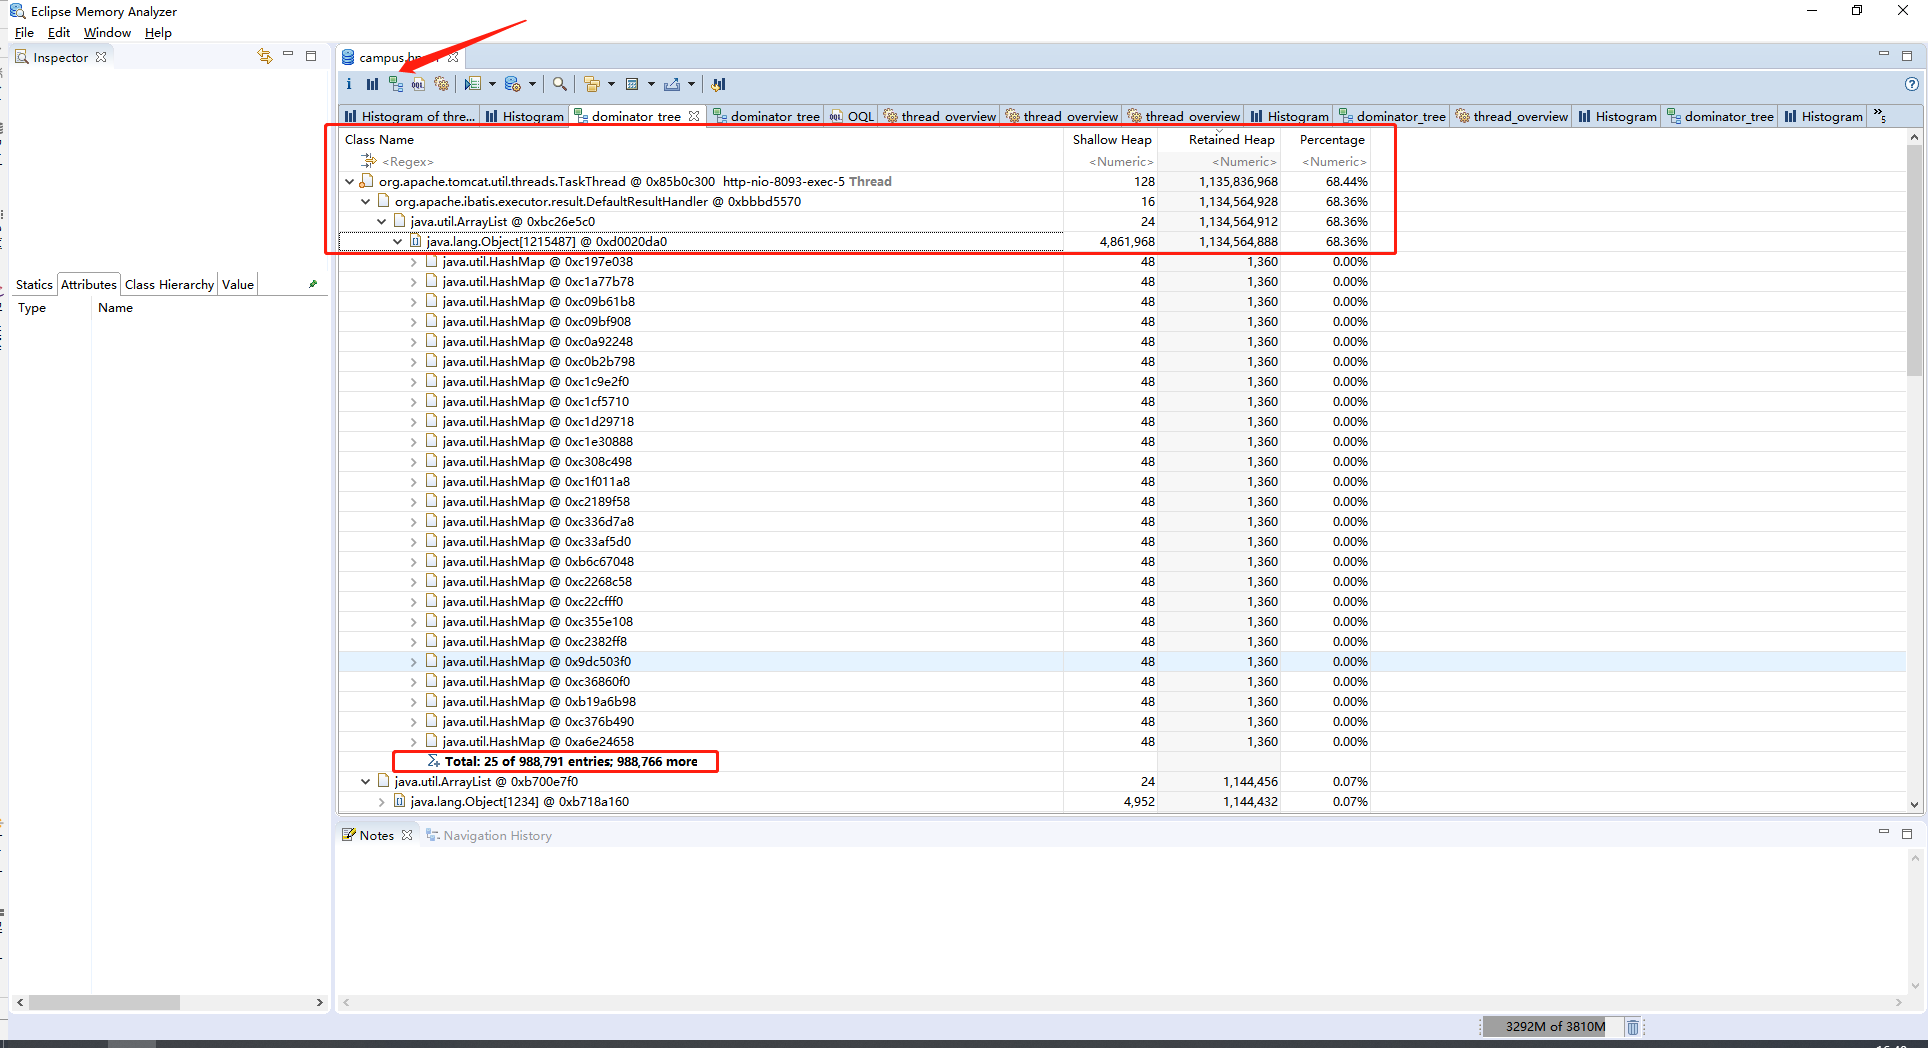 Eclipse Memory Analyzer
File Edit Window Help
Inspector
campus.hp
i OQL
Histogram of thre... Histogram dominator_tree dominator_tree OQL thread_overview thread_overview thread_overview Histogram dominator_tree thread_overview Histogram dominator_tree Histogram »5
Class Name Shallow Heap Retained Heap Percentage
<Regex> <Numeric> <Numeric> <Numeric>
org.apache.tomcat.util.threads.TaskThread @ 0x85b0c300 http-nio-8093-exec-5 Thread 128 1,135,836,968 68.44%
org.apache.ibatis.executor.result.DefaultResultHandler @ 0xbbbd5570 16 1,134,564,928 68.36%
java.util.ArrayList @ 0xbc26e5c0 24 1,134,564,912 68.36%
java.lang.Object[1215487] @ 0xd0020da0 4,861,968 1,134,564,888 68.36%
java.util.HashMap @ 0xc197e038 48 1,360 0.00%
java.util.HashMap @ 0xc1a77b78 48 1,360 0.00%
java.util.HashMap @ 0xc09b61b8 48 1,360 0.00%
java.util.HashMap @ 0xc09bf908 48 1,360 0.00%
java.util.HashMap @ 0xc0a92248 48 1,360 0.00%
java.util.HashMap @ 0xc0b2b798 48 1,360 0.00%
java.util.HashMap @ 0xc1c9e2f0 48 1,360 0.00%
java.util.HashMap @ 0xc1cf5710 48 1,360 0.00%
java.util.HashMap @ 0xc1d29718 48 1,360 0.00%
java.util.HashMap @ 0xc1e30888 48 1,360 0.00%
java.util.HashMap @ 0xc308c498 48 1,360 0.00%
java.util.HashMap @ 0xc1f011a8 48 1,360 0.00%
java.util.HashMap @ 0xc2189f58 48 1,360 0.00%
java.util.HashMap @ 0xc336d7a8 48 1,360 0.00%
java.util.HashMap @ 0xc33af5d0 48 1,360 0.00%
java.util.HashMap @ 0xb6c67048 48 1,360 0.00%
java.util.HashMap @ 0xc2268c58 48 1,360 0.00%
java.util.HashMap @ 0xc22cfff0 48 1,360 0.00%
java.util.HashMap @ 0xc355e108 48 1,360 0.00%
java.util.HashMap @ 0xc2382ff8 48 1,360 0.00%
java.util.HashMap @ 0x9dc503f0 48 1,360 0.00%
java.util.HashMap @ 0xc36860f0 48 1,360 0.00%
java.util.HashMap @ 0xb19a6b98 48 1,360 0.00%
java.util.HashMap @ 0xc376b490 48 1,360 0.00%
java.util.HashMap @ 0xa6e24658 48 1,360 0.00%
Total: 25 of 988,791 entries; 988,766 more
java.util.ArrayList @ 0xb700e7f0 24 1,144,456 0.07%
java.lang.Object[1234] @ 0xb718a160 4,952 1,144,432 0.07%
Statics Attributes Class Hierarchy Value
Type Name
Notes Navigation History
3292M of 3810M